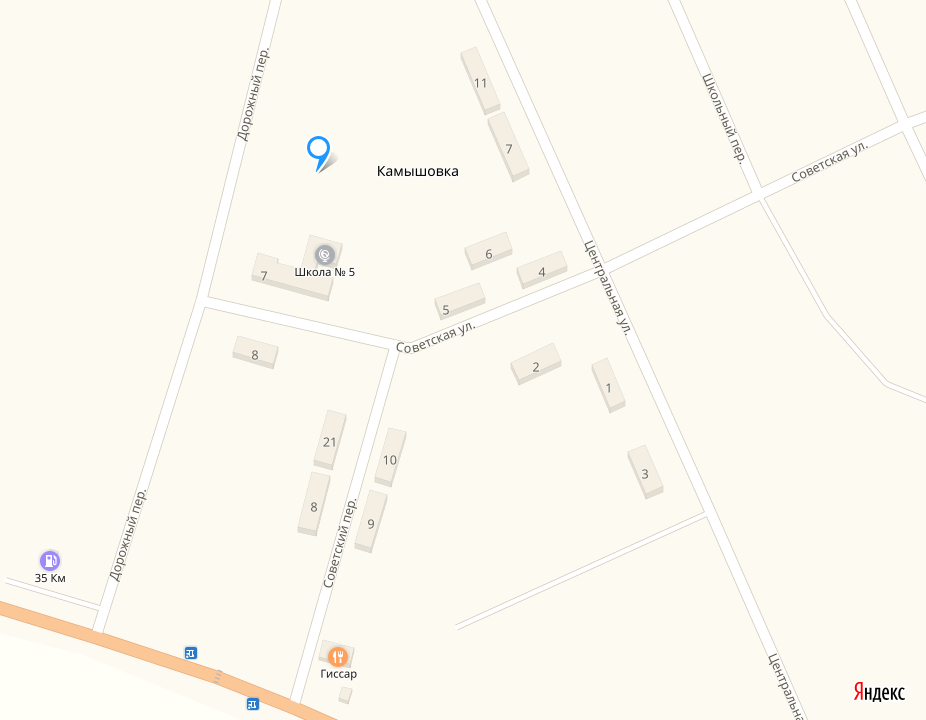 Дорожный пер.
11
Школьный пер.
7
Советская ул.
Камышовка
6
4
Школа № 5
7
Центральная ул.
5
Советская ул.
8
2
1
21
10
3
8
9
Дорожный пер.
Советский пер.
35 Км
Гиссар
Центральна
Яндекс